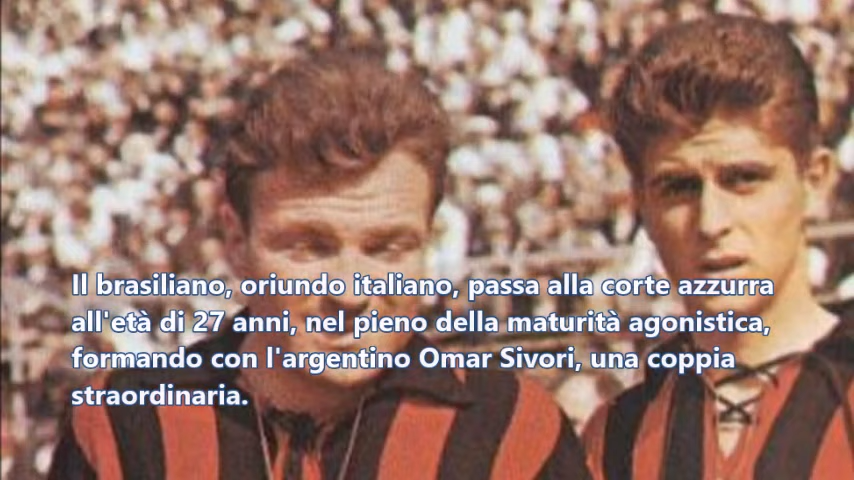 Il brasiliano, oriundo italiano, passa alla corte azzurra
all'età di 27 anni, nel pieno della maturità agonistica,
formando con l'argentino Omar Sivori, una coppia
straordinaria.